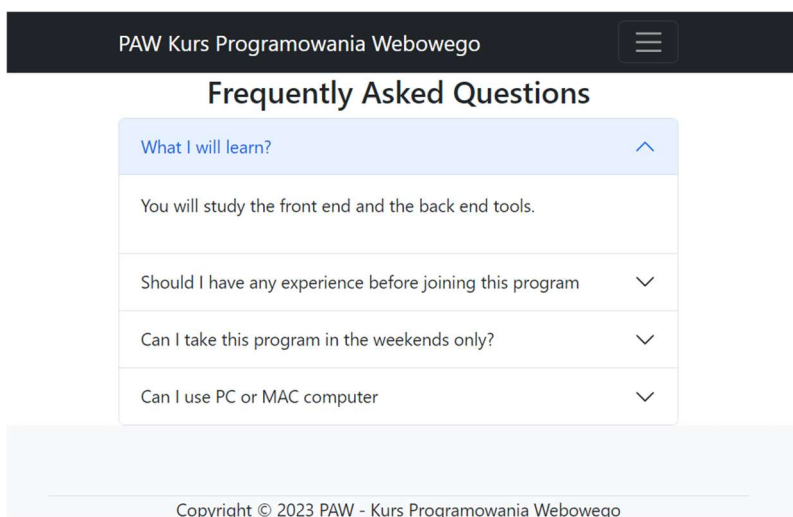 PAW Kurs Programowania Webowego
Frequently Asked Questions
What I will learn?
You will study the front end and the back end tools.
Should I have any experience before joining this program
Can I take this program in the weekends only?
Can I use PC or MAC computer
Copyright © 2023 PAW - Kurs Programowania Webowego